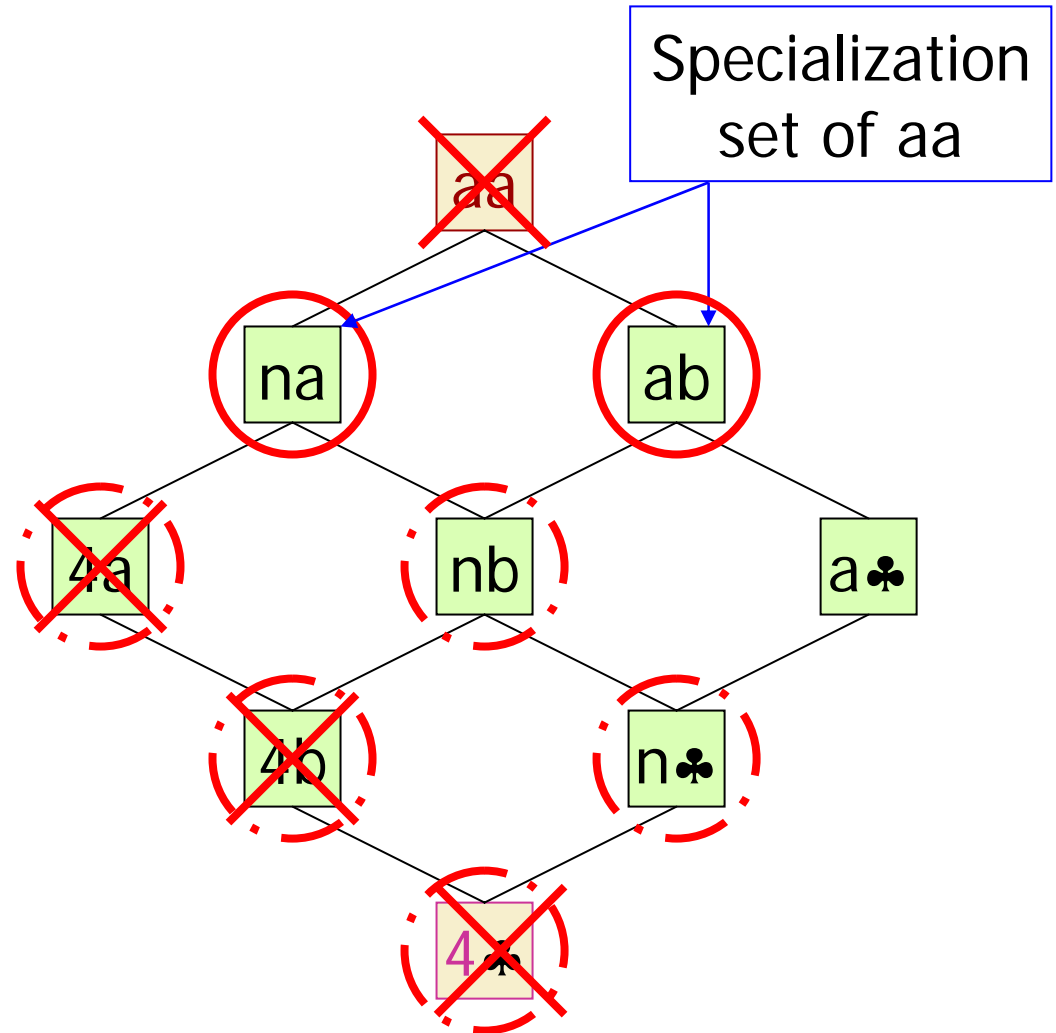 Specialization
set of aa
aa
na
ab
4a
nb
a♣
4b
n♣
4♣